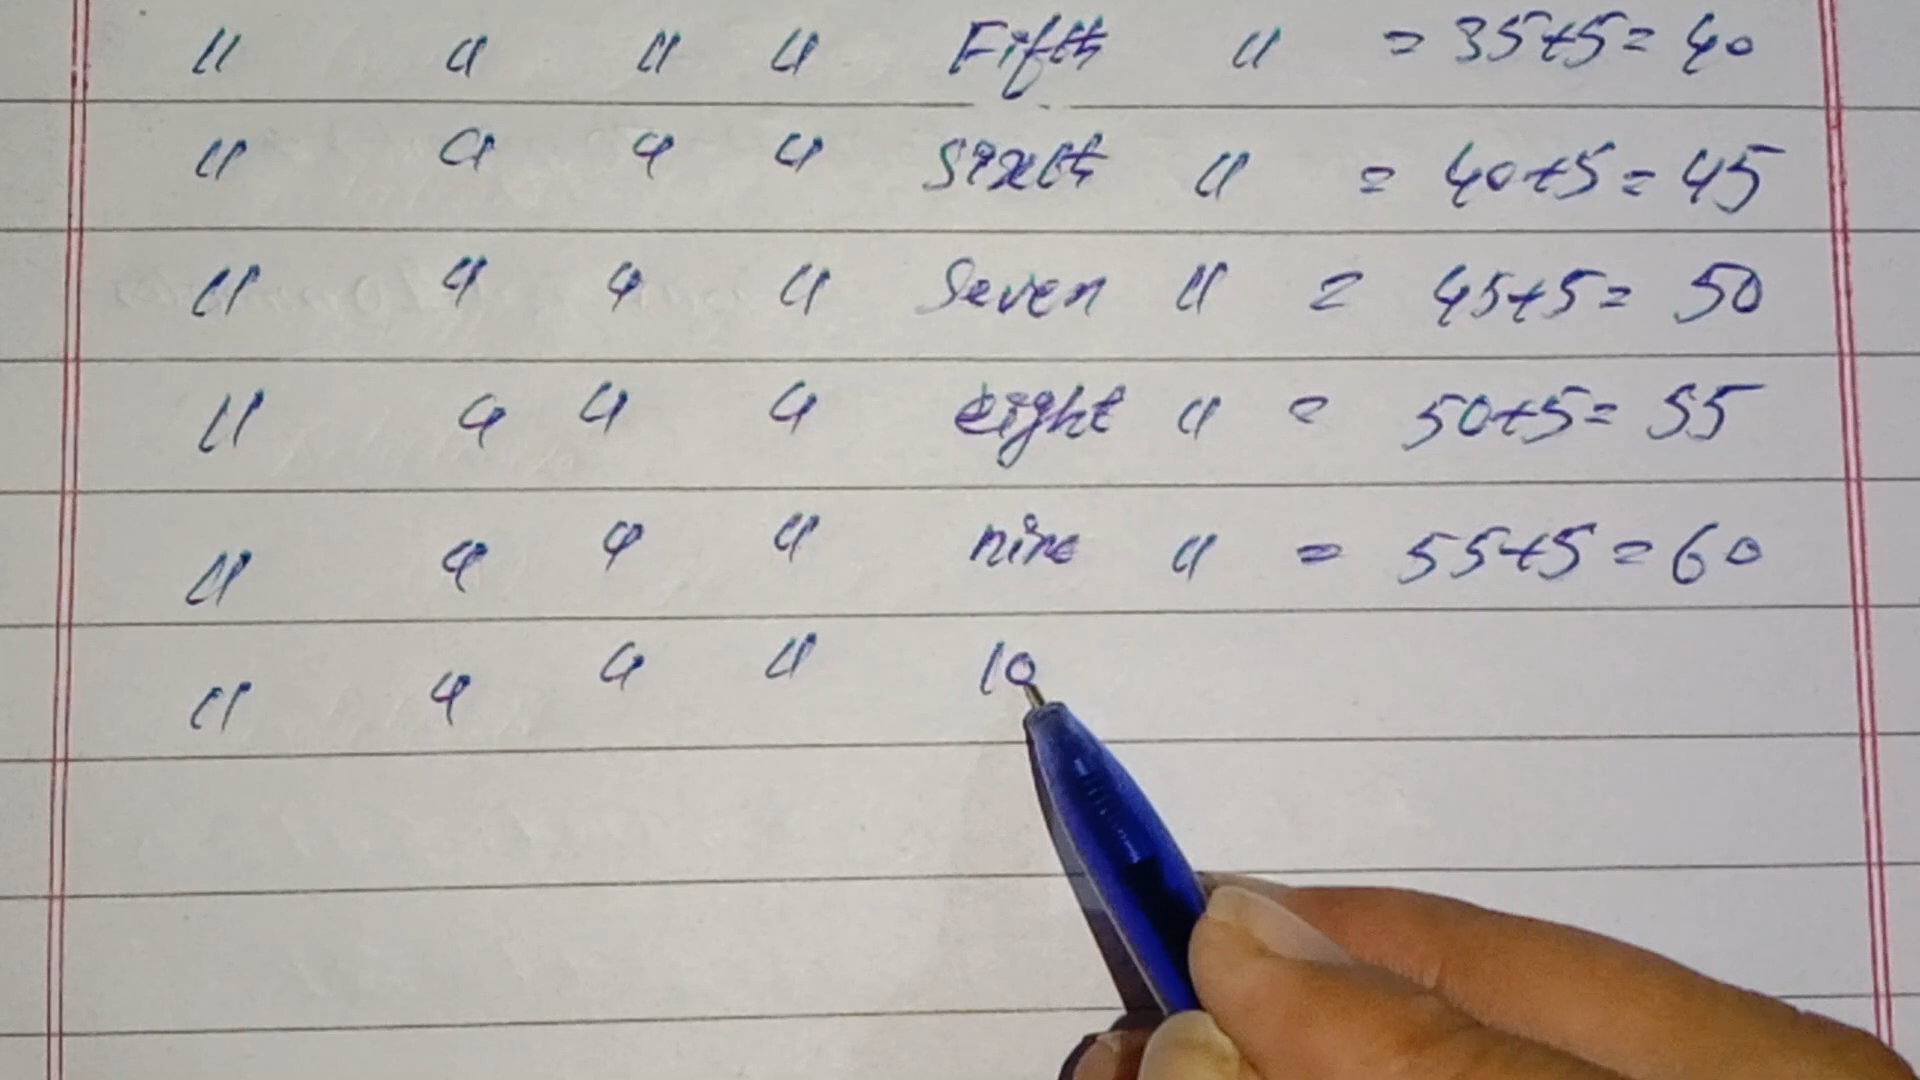 " " " " Fifth " = 35+5= 40
" " " " Sixth " = 40+5= 45
" " " " Seven " = 45+5= 50
" " " " eight " = 50+5= 55
" " " " nine " = 55+5= 60
" " " " 10